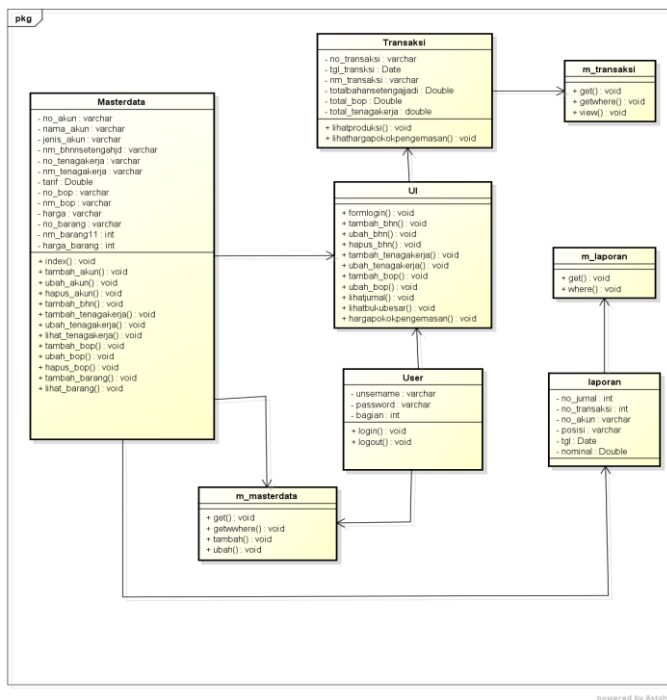 pkg
Transaksi
- no_transaksi : varchar
- tgl_transksi : Date
- nm_transaksi : varchar
- totalbahansetengajjadi : Double
- total_bop : Double
- total_tenagakerja : double
+ lihatproduksi() : void
+ lihathargapokokpengemasan() : void
m_transaksi
+ get() : void
+ getwhere() : void
+ view() : void
Masterdata
- no_akun : varchar
- nama_akun : varchar
- jenis_akun : varchar
- nm_bhnnsetengahjd : varchar
- no_tenagakerja : varchar
- nm_tenagakerja : varchar
- tarif : Double
- no_bop : varchar
- nm_bop : varchar
- harga : varchar
- no_barang : varchar
- nm_barang11 : int
- harga_barang : int
+ index() : void
+ tambah_akun() : void
+ ubah_akun() : void
+ hapus_akun() : void
+ tambah_bhn() : void
+ tambah_tenagakerja() : void
+ ubah_tenagakerja() : void
+ lihat_tenagakerja() : void
+ tambah_bop() : void
+ ubah_bop() : void
+ hapus_bop() : void
+ tambah_barang() : void
+ lihat_barang() : void
UI
+ formlogin() : void
+ tambah_bhn() : void
+ ubah_bhn() : void
+ hapus_bhn() : void
+ tambah_tenagakerja() : void
+ ubah_tenagakerja() : void
+ tambah_bop() : void
+ ubah_bop() : void
+ lihatjurnal() : void
+ lihatbukubesar() : void
+ hargapokokpengemasan() : void
m_laporan
+ get() : void
+ where() : void
User
- unsername : varchar
- password : varchar
- bagian : int
+ login() : void
+ logout() : void
laporan
- no_jurnal : int
- no_transaksi : int
- no_akun : varchar
- posisi : varchar
- tgl : Date
- nominal : Double
m_masterdata
+ get() : void
+ getwwhere() : void
+ tambah() : void
+ ubah() : void
powered by Astah